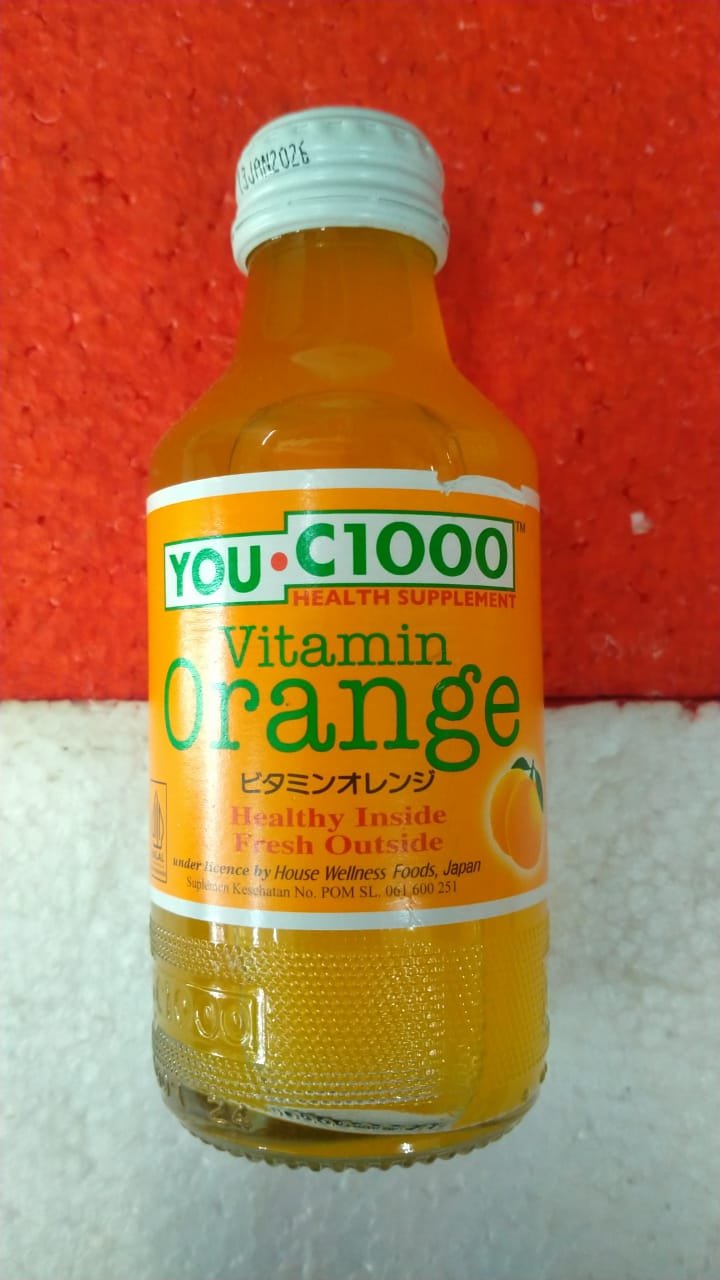 13JAN2026
YOU•C1000™
HEALTH SUPPLEMENT
Vitamin
Orange
ビタミンオレンジ
Healthy Inside
Fresh Outside
under licence by House Wellness Foods, Japan
Suplemen Kesehatan No. POM SL. 061 600 251